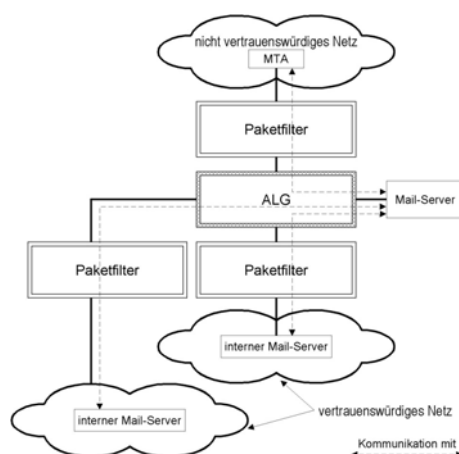 nicht vertrauenswürdiges Netz
MTA
Paketfilter
ALG
Mail-Server
Paketfilter
Paketfilter
interner Mail-Server
vertrauenswürdiges Netz
interner Mail-Server
Kommunikation mit